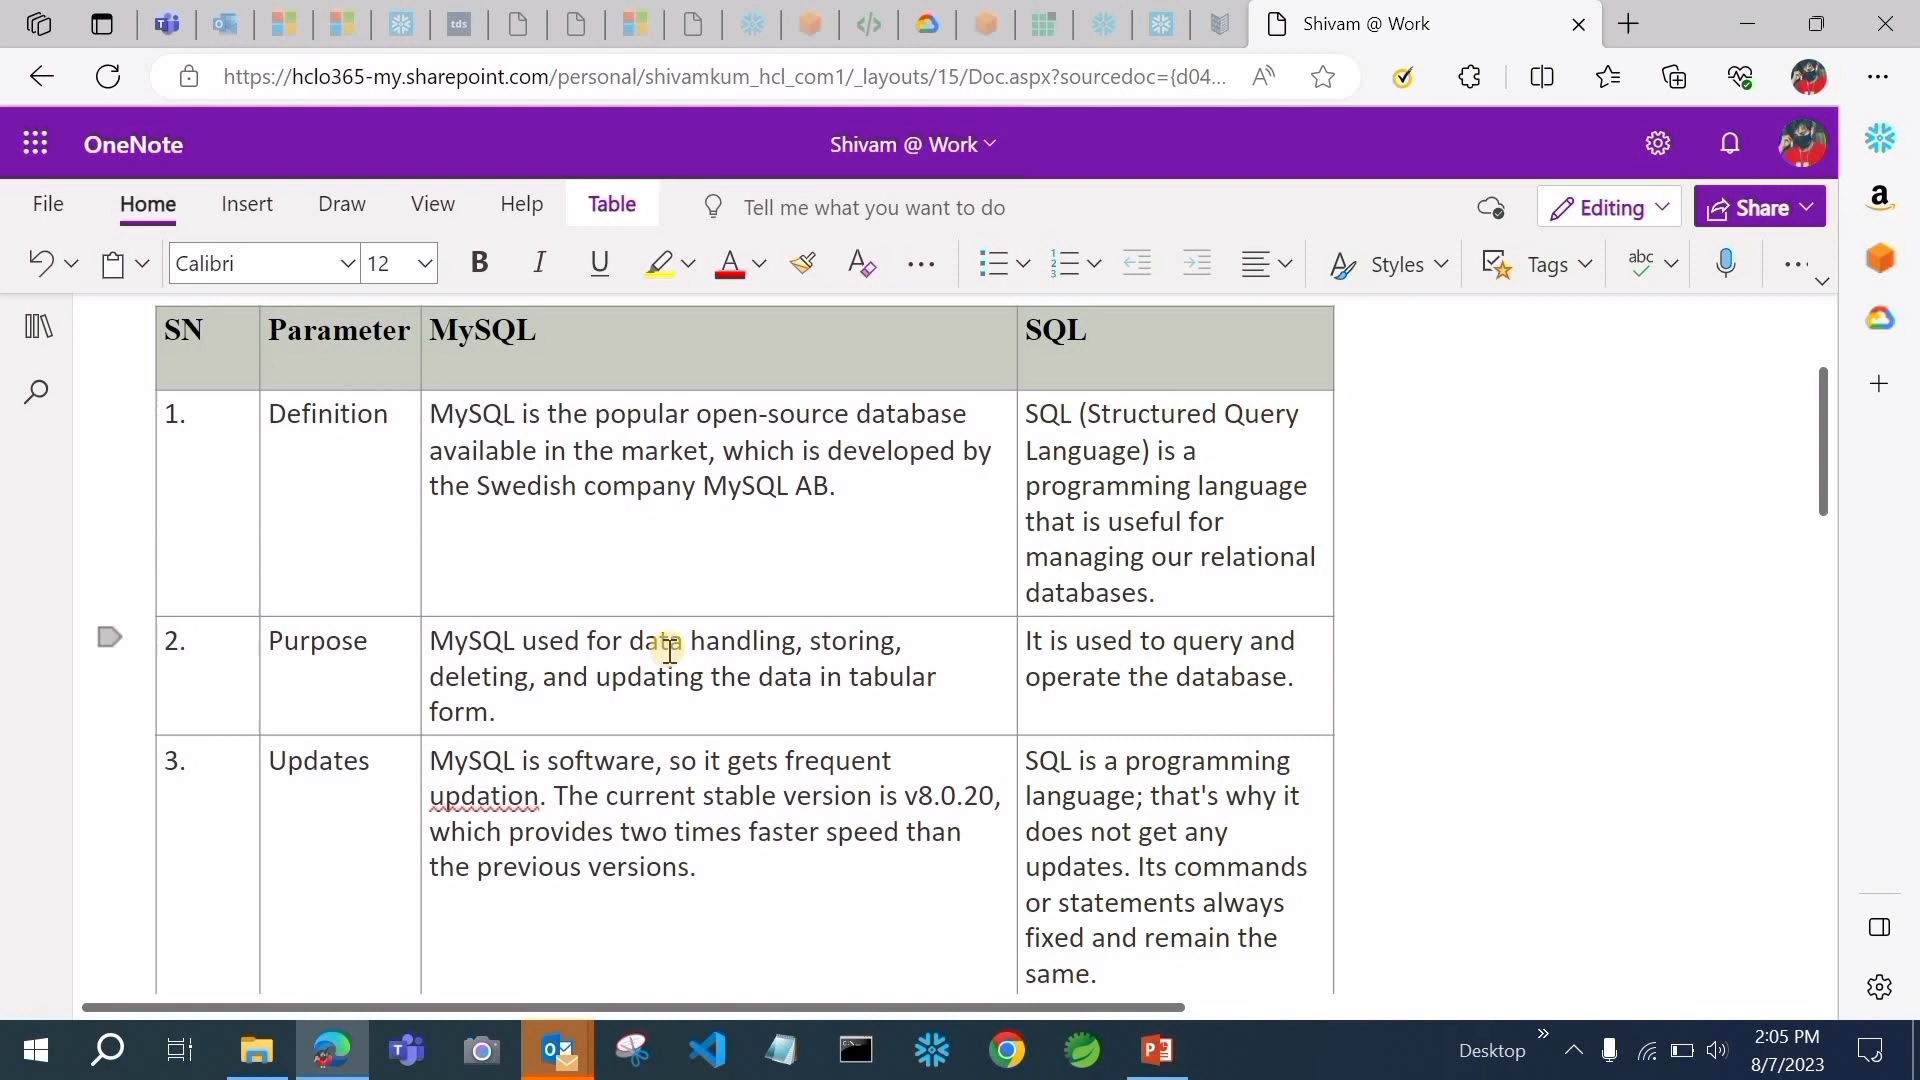 tds
Shivam @ Work
https://hclo365-my.sharepoint.com/personal/shivamkum_hcl_com1/_layouts/15/Doc.aspx?sourcedoc={d04...
OneNote
Shivam @ Work
File Home Insert Draw View Help Table Tell me what you want to do Editing Share
Calibri 12 B I U A A Styles Tags abc
SN Parameter MySQL SQL
1. Definition
MySQL is the popular open-source database
available in the market, which is developed by
the Swedish company MySQL AB.
SQL (Structured Query
Language) is a
programming language
that is useful for
managing our relational
databases.
2. Purpose
MySQL used for data handling, storing,
deleting, and updating the data in tabular
form.
It is used to query and
operate the database.
3. Updates
MySQL is software, so it gets frequent
updation. The current stable version is v8.0.20,
which provides two times faster speed than
the previous versions.
SQL is a programming
language; that's why it
does not get any
updates. Its commands
or statements always
fixed and remain the
same.
Desktop
2:05 PM
8/7/2023